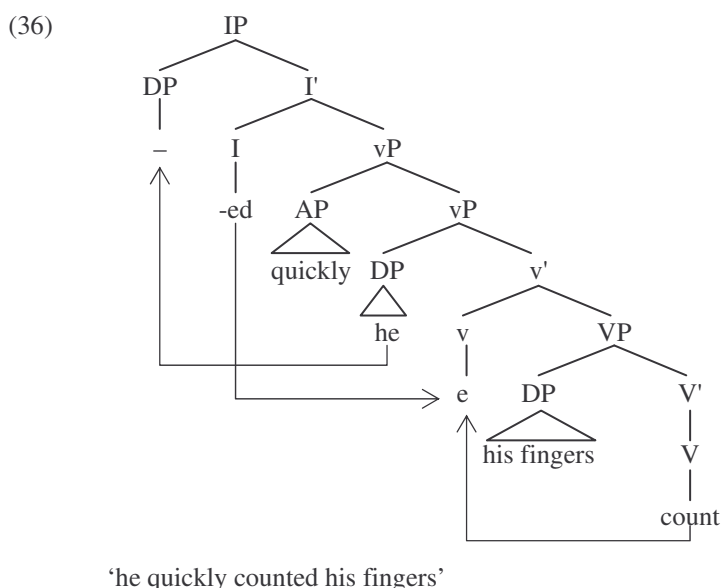 (36) IP
DP I'
– I vP
-ed AP vP
quickly DP v'
he v VP
e DP V'
his fingers V
count
‘he quickly counted his fingers’